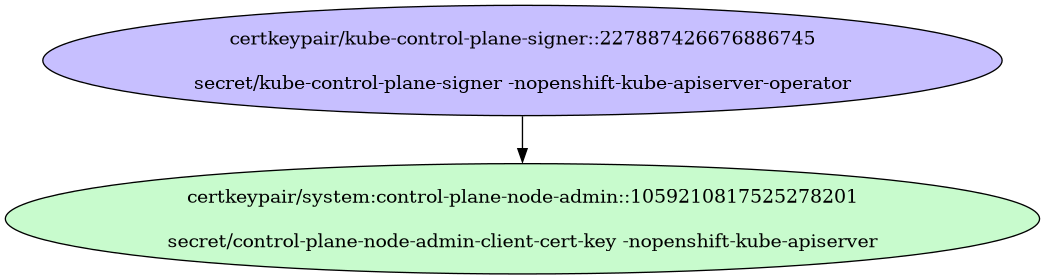 certkeypair/kube-control-plane-signer::227887426676886745
secret/kube-control-plane-signer -nopenshift-kube-apiserver-operator
certkeypair/system:control-plane-node-admin::1059210817525278201
secret/control-plane-node-admin-client-cert-key -nopenshift-kube-apiserver